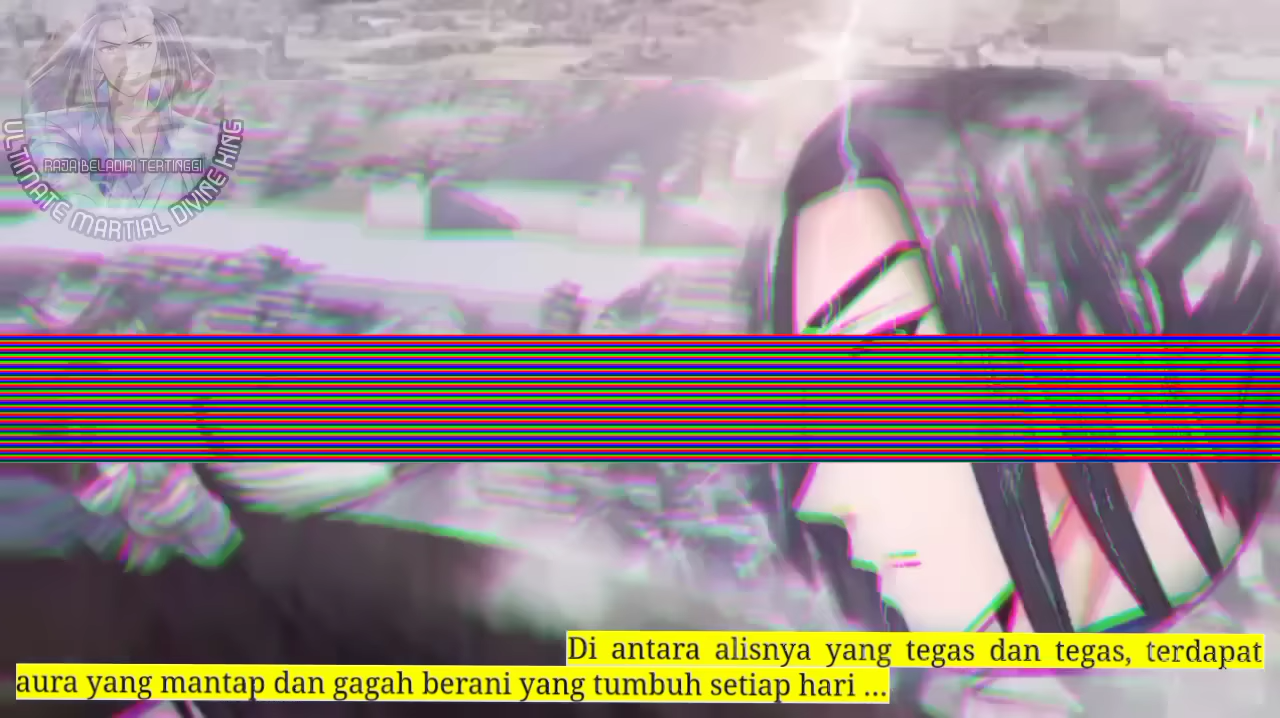 RAJA BELADIRI TERTINGGI
ULTIMATE MARTIAL DIVINE KING
Di antara alisnya yang tegas dan tegas, terdapat
aura yang mantap dan gagah berani yang tumbuh setiap hari ...